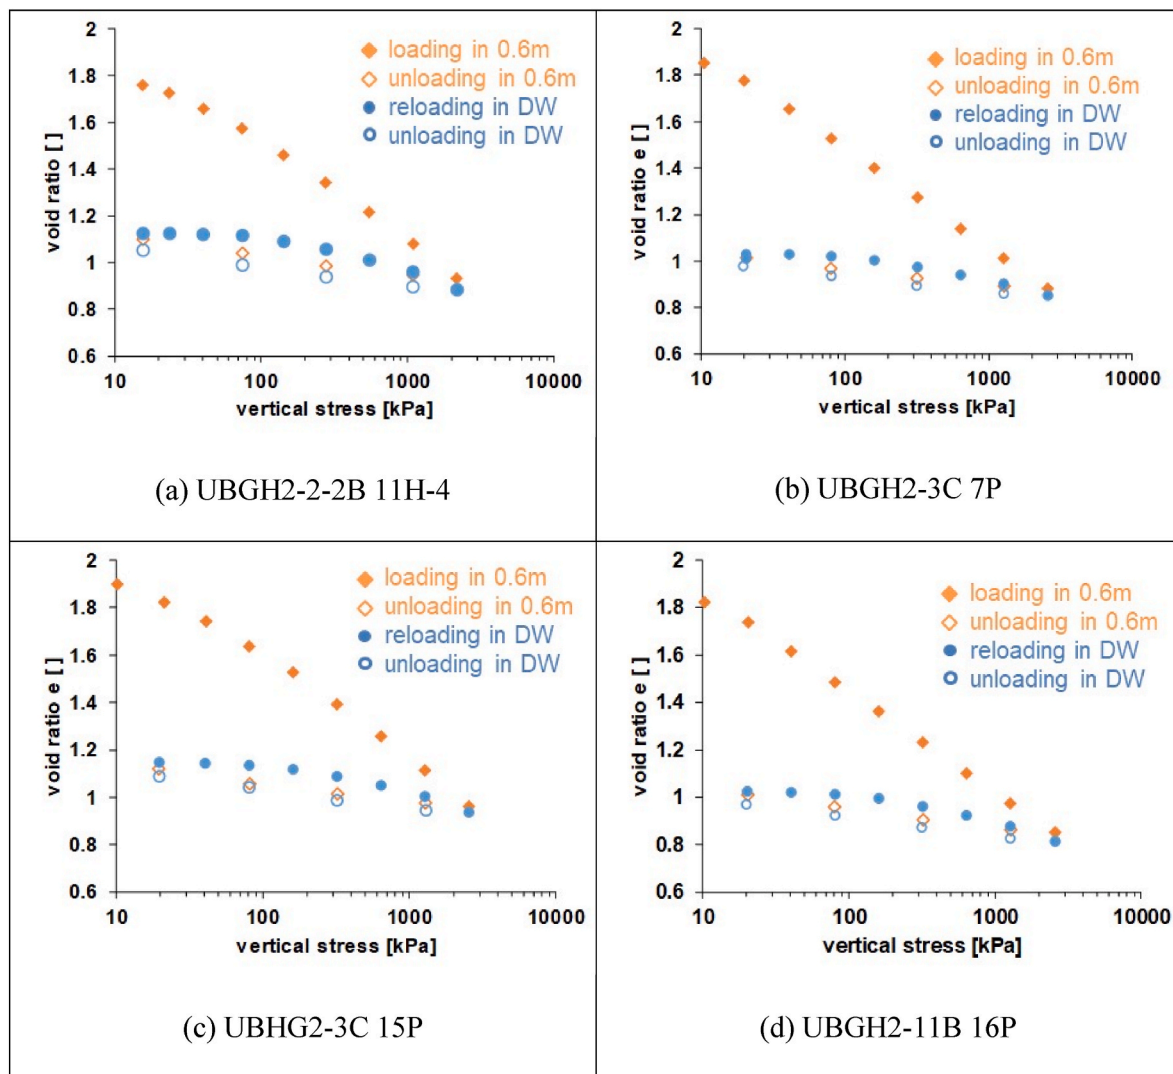 2
1.8
1.6
1.4
1.2
1
0.8
0.6
void ratio [ ]
loading in 0.6m
unloading in 0.6m
reloading in DW
unloading in DW
10 100 1000 10000
vertical stress [kPa]
(a) UBGH2-2-2B 11H-4
2
1.8
1.6
1.4
1.2
1
0.8
0.6
void ratio e [ ]
loading in 0.6m
unloading in 0.6m
reloading in DW
unloading in DW
10 100 1000 10000
vertical stress [kPa]
(b) UBGH2-3C 7P
2
1.8
1.6
1.4
1.2
1
0.8
0.6
void ratio e [ ]
loading in 0.6m
unloading in 0.6m
reloading in DW
unloading in DW
10 100 1000 10000
vertical stress [kPa]
(c) UBHG2-3C 15P
2
1.8
1.6
1.4
1.2
1
0.8
0.6
void ratio e [ ]
loading in 0.6m
unloading in 0.6m
reloading in DW
unloading in DW
10 100 1000 10000
vertical stress [kPa]
(d) UBGH2-11B 16P